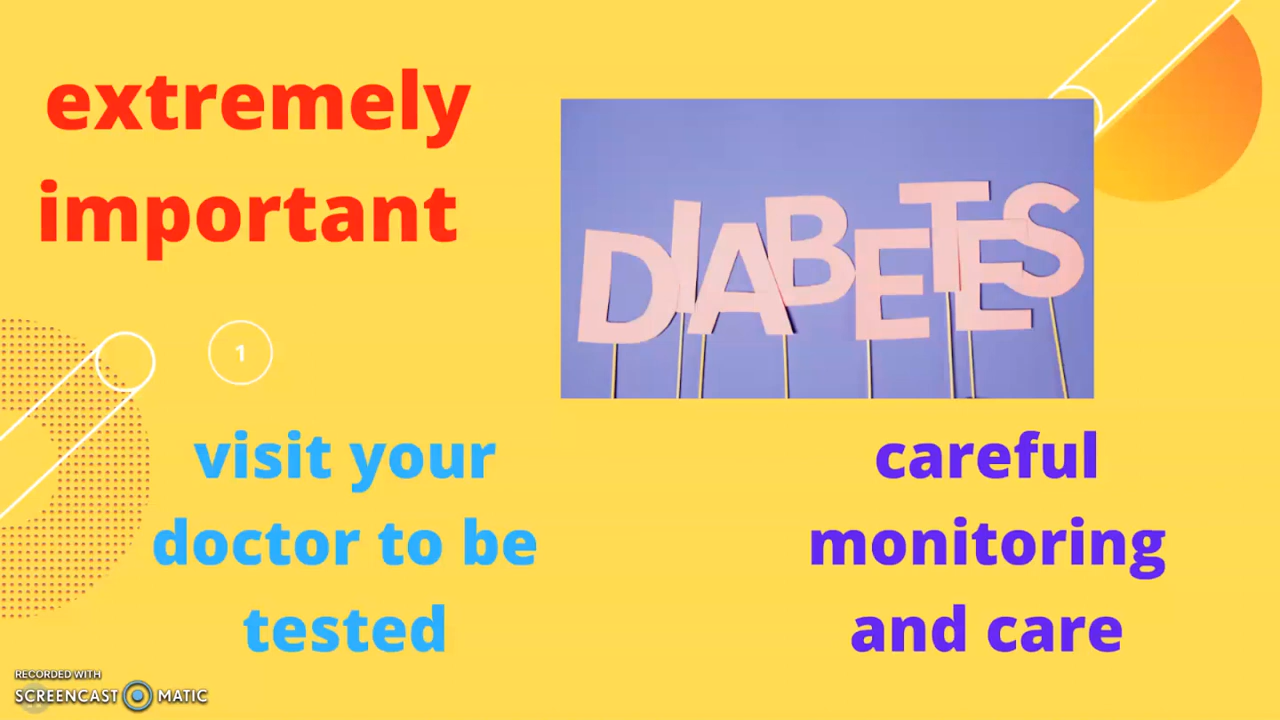 extremely
important
DIABETES
1
visit your
doctor to be
tested
careful
monitoring
and care
RECORDED WITH
SCREENCAST MATIC